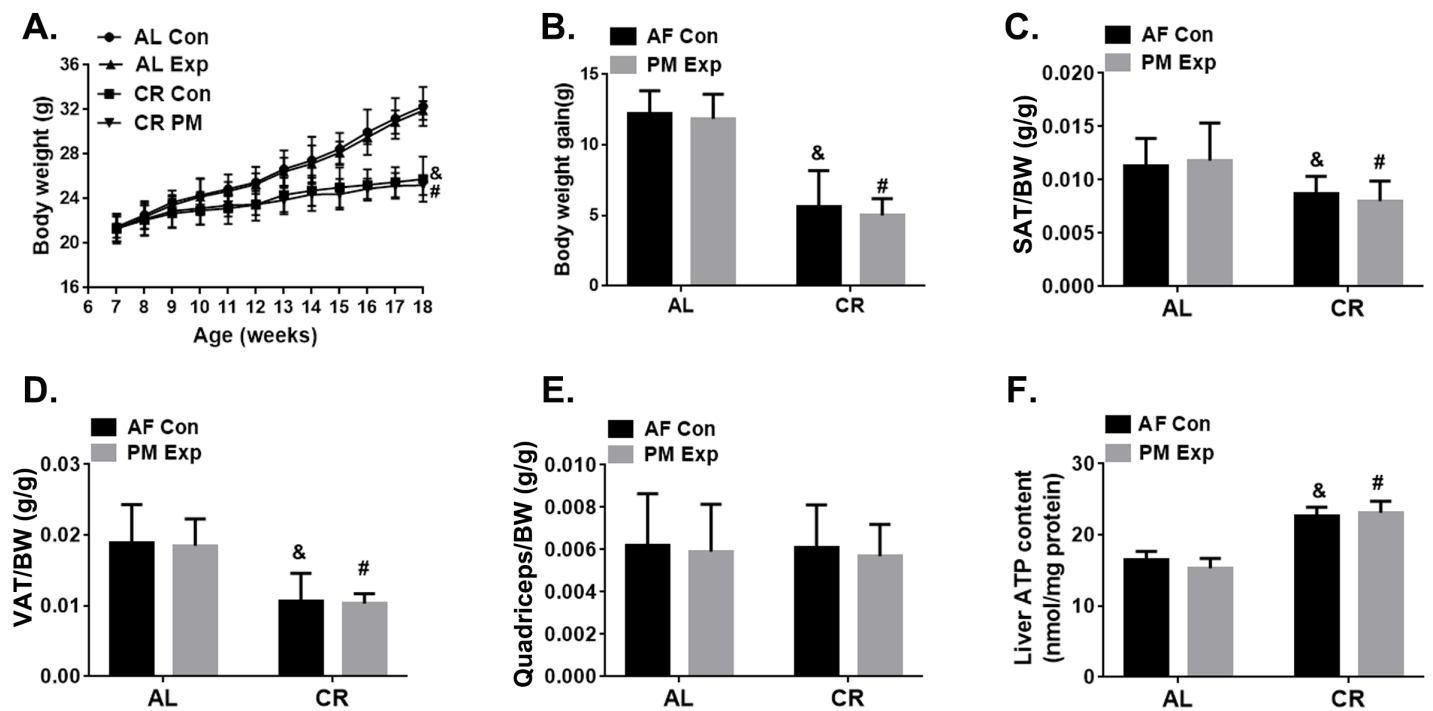 A.
AL Con
AL Exp
CR Con
CR PM
Body weight (g)
36
32
28
24
20
16
&
#
6 7 8 9 10 11 12 13 14 15 16 17 18
Age (weeks)
B.
AF Con
PM Exp
Body weight gain(g)
15
10
5
0
&
#
AL CR
C.
AF Con
PM Exp
SAT/BW (g/g)
0.020
0.015
0.010
0.005
0.000
&
#
AL CR
D.
AF Con
PM Exp
VAT/BW (g/g)
0.03
0.02
0.01
0.00
&
#
AL CR
E.
AF Con
PM Exp
Quadriceps/BW (g/g)
0.010
0.008
0.006
0.004
0.002
0.000
AL CR
F.
AF Con
PM Exp
Liver ATP content
(nmol/mg protein)
30
20
10
0
&
#
AL CR